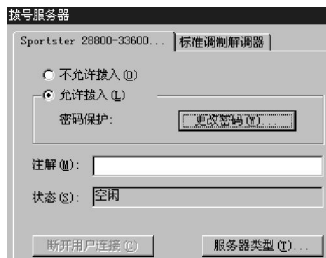 拨号服务器
Sportster 28800-33600... 标准调制解调器
不允许拨入(O)
允许拨入(L)
密码保护: 更改密码(Y)...
注解(M):
状态(S): 空闲
断开用户连接(C) 服务器类型(T)...